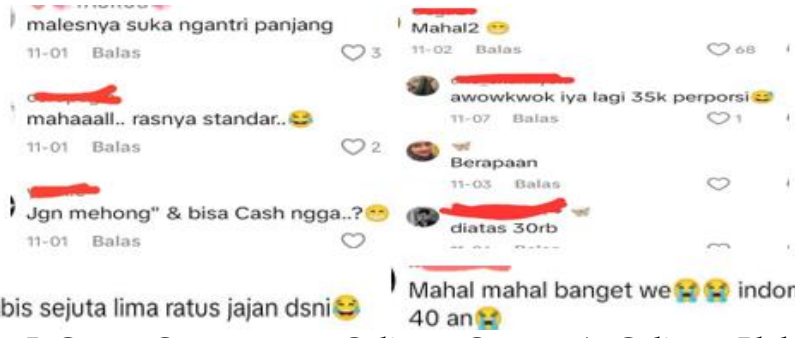 malesnya suka ngantri panjang
11-01 Balas 3
mahaaall.. rasnya standar..😂
11-01 Balas 2
Jgn mehong" & bisa Cash ngga..?😁
11-01 Balas
bis sejuta lima ratus jajan dsni😂
Mahal2 😁
11-02 Balas 68
awowkwok iya lagi 35k perporsi😅
11-07 Balas 1
Berapaan
11-03 Balas
diatas 30rb
Balas
Mahal mahal banget we😭😭 indom
40 an😭